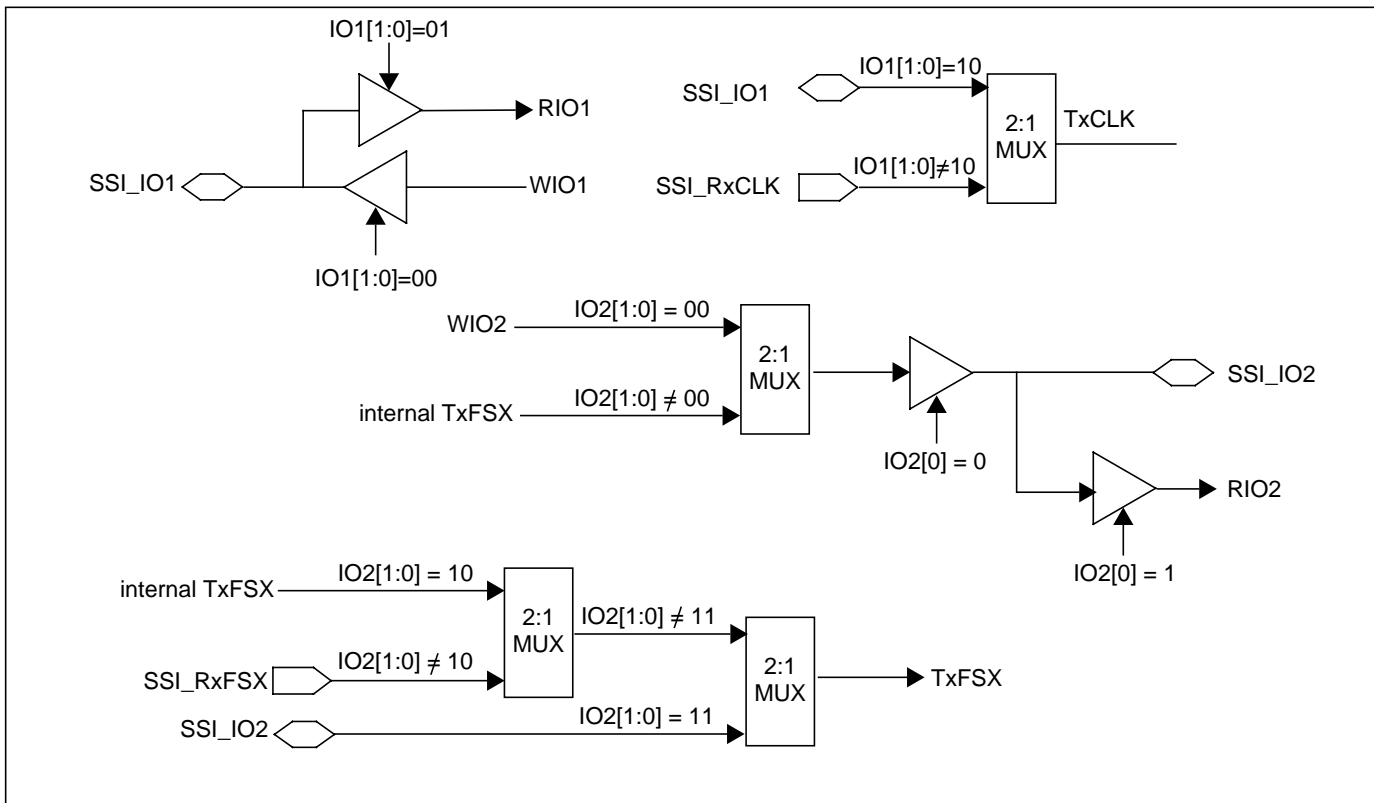 IO1[1:0]=01
RIO1
SSI_IO1
WIO1
IO1[1:0]=00
SSI_IO1
IO1[1:0]=10
2:1
MUX
TxCLK
SSI_RxCLK
IO1[1:0]≠10
WIO2
IO2[1:0] = 00
2:1
MUX
internal TxFSX
IO2[1:0] ≠ 00
SSI_IO2
IO2[0] = 0
RIO2
IO2[0] = 1
internal TxFSX
IO2[1:0] = 10
2:1
MUX
IO2[1:0] ≠ 11
SSI_RxFSX
IO2[1:0] ≠ 10
2:1
MUX
TxFSX
SSI_IO2
IO2[1:0] = 11